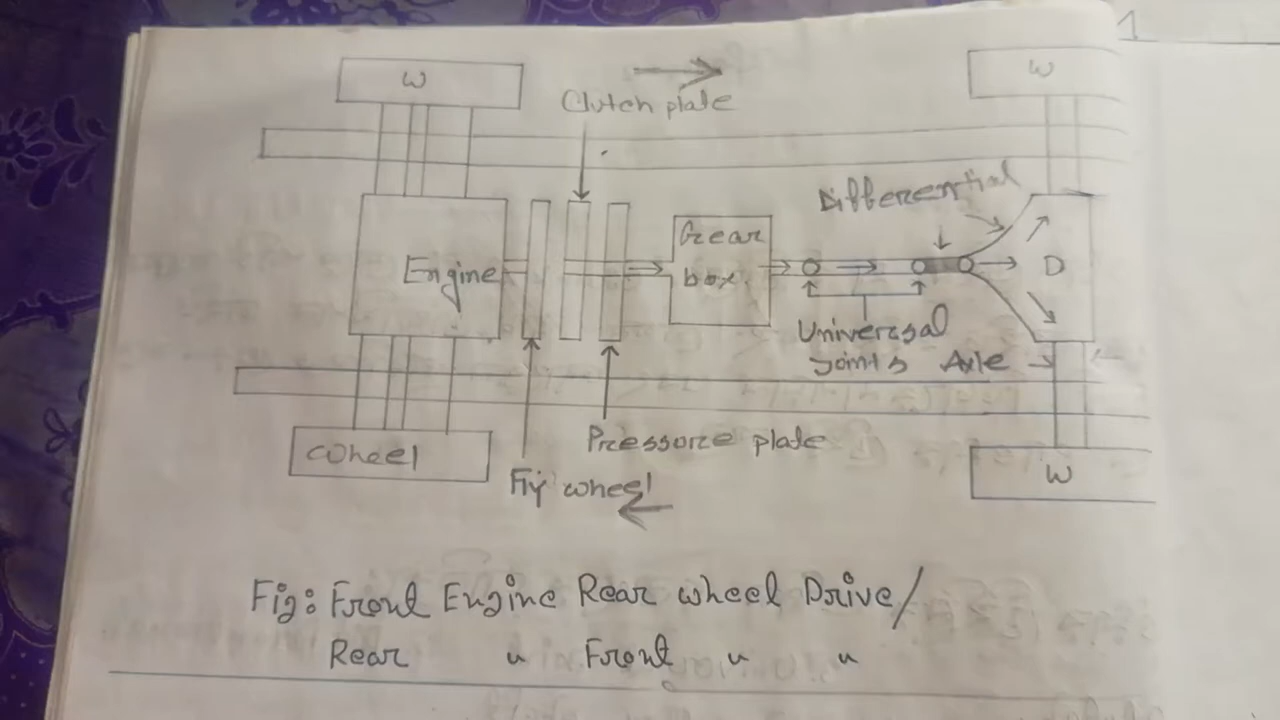 1
W
W
Clutch plate
Differential
Gear
box.
Engine
D
Universal
Joints
Axle
Pressure plate
Wheel
W
Fly wheel
Fig: Front Engine Rear wheel Drive/
Rear " Front " "